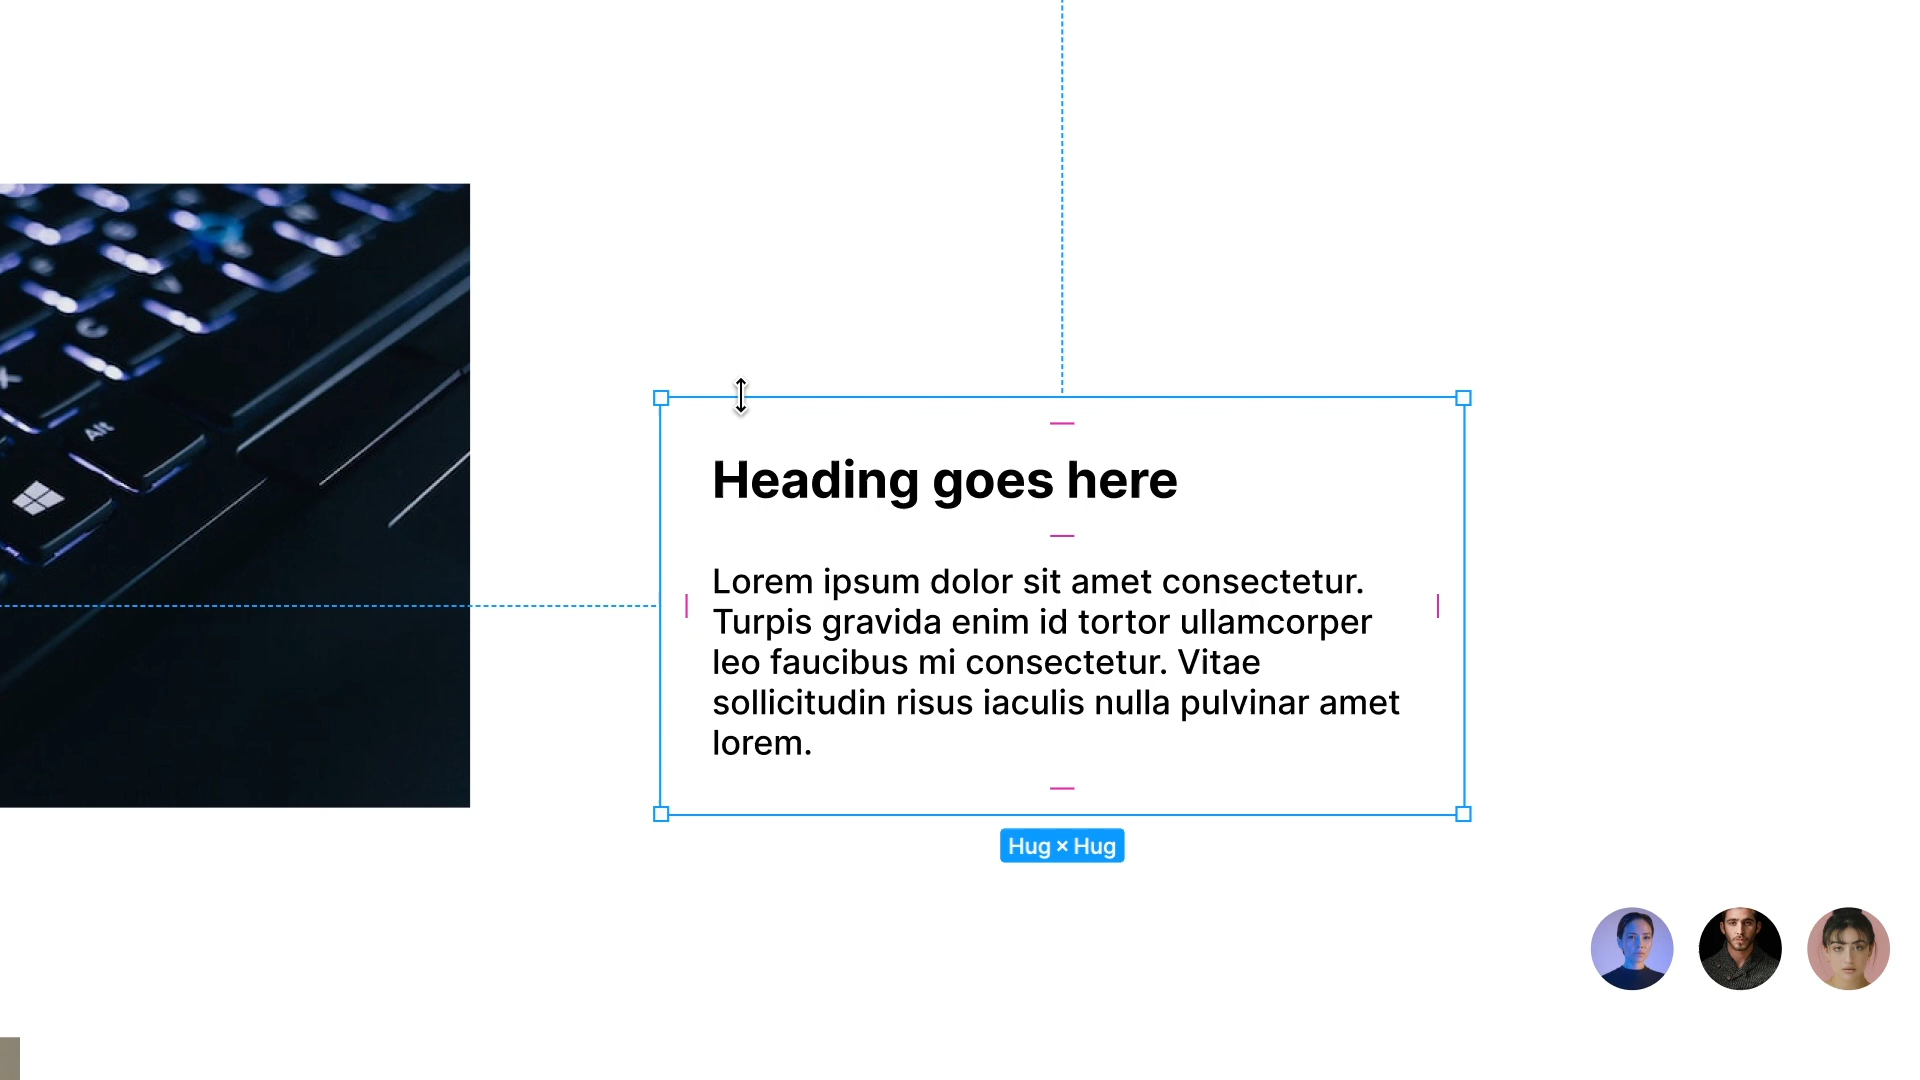 X
C
Alt
Heading goes here
Lorem ipsum dolor sit amet consectetur.
Turpis gravida enim id tortor ullamcorper
leo faucibus mi consectetur. Vitae
sollicitudin risus iaculis nulla pulvinar amet
lorem.
Hug × Hug